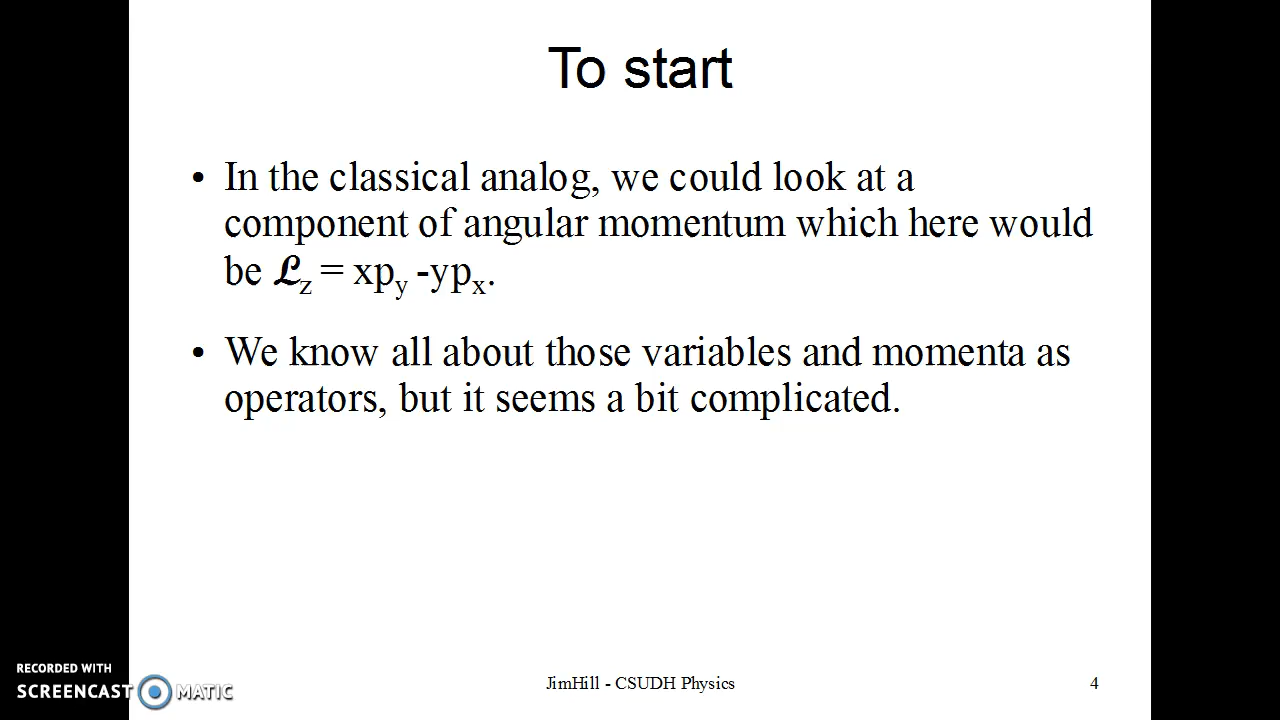 To start
• In the classical analog, we could look at a
component of angular momentum which here would
be ℒz = xpy -ypx.
• We know all about those variables and momenta as
operators, but it seems a bit complicated.
RECORDED WITH
SCREENCAST MATIC
JimHill - CSUDH Physics
4